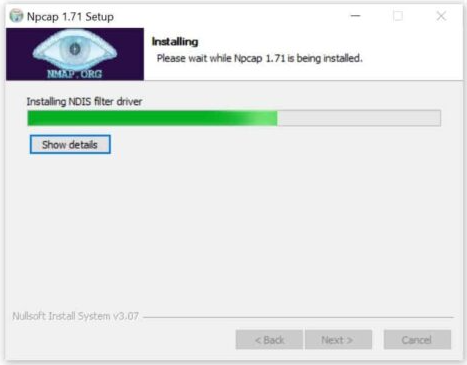 Npcap 1.71 Setup
Installing
Please wait while Npcap 1.71 is being installed.
NMAP.ORG
Installing NDIS filter driver
Show details
Nullsoft Install System v3.07
< Back
Next >
Cancel